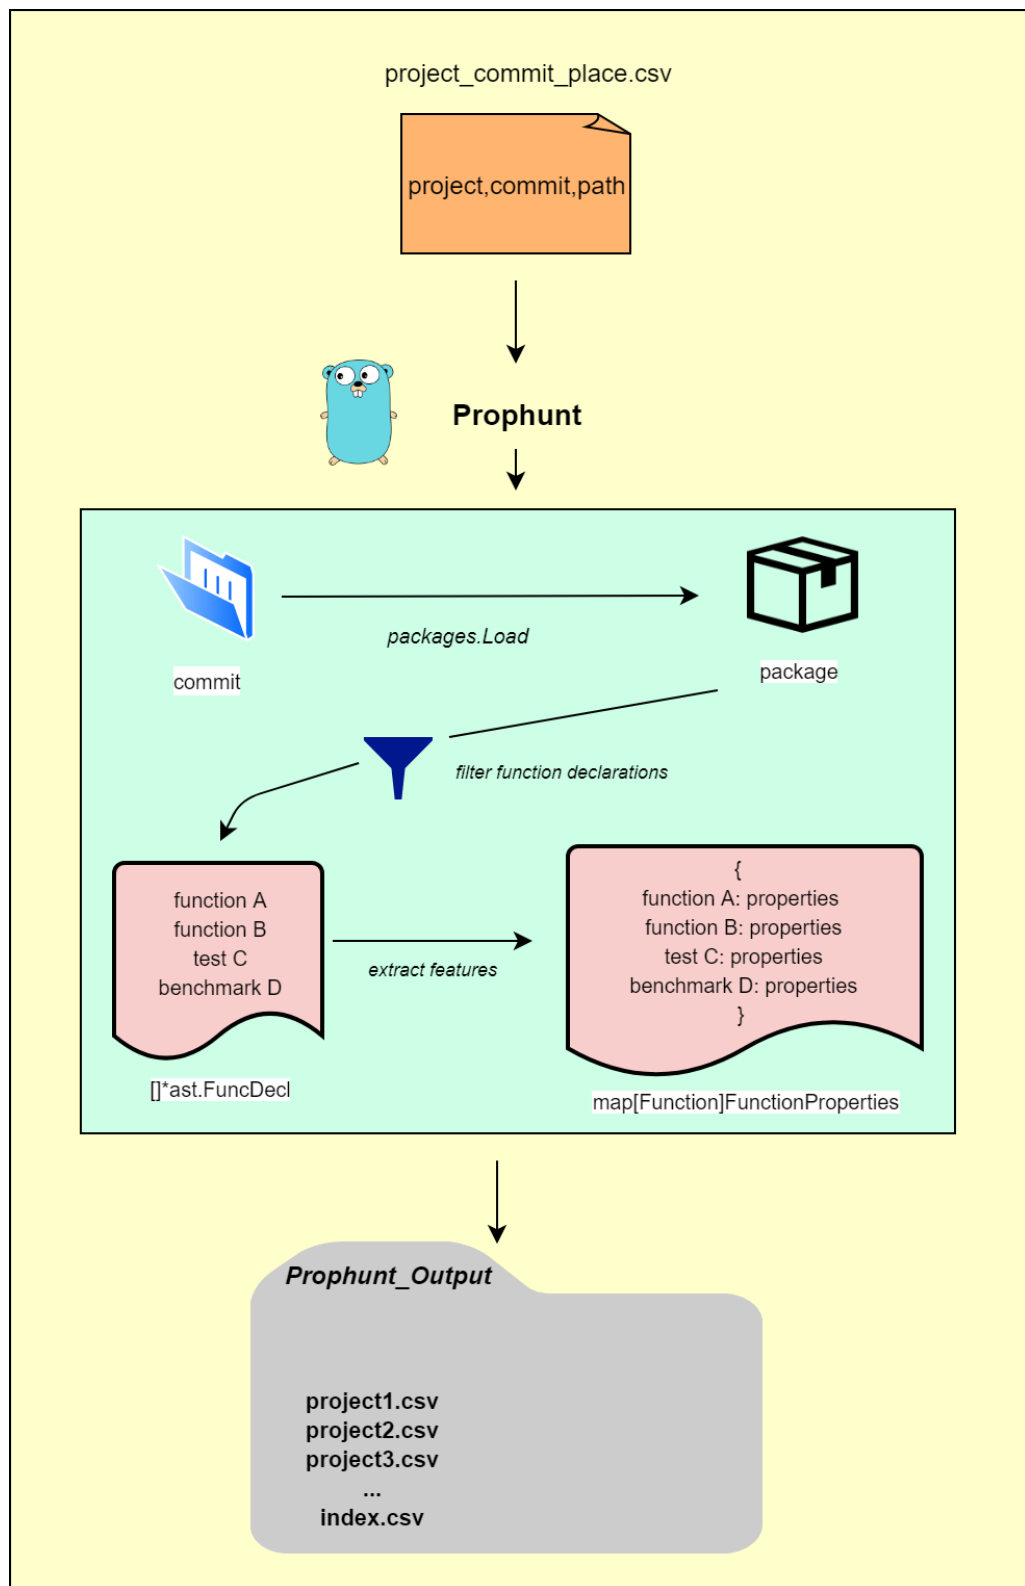 project_commit_place.csv
project,commit,path
Prophunt
packages.Load
commit
package
filter function declarations
function A
function B
test C
benchmark D
extract features
{
function A: properties
function B: properties
test C: properties
benchmark D: properties
}
[]*ast.FuncDecl
map[Function]FunctionProperties
Prophunt_Output
project1.csv
project2.csv
project3.csv
...
index.csv